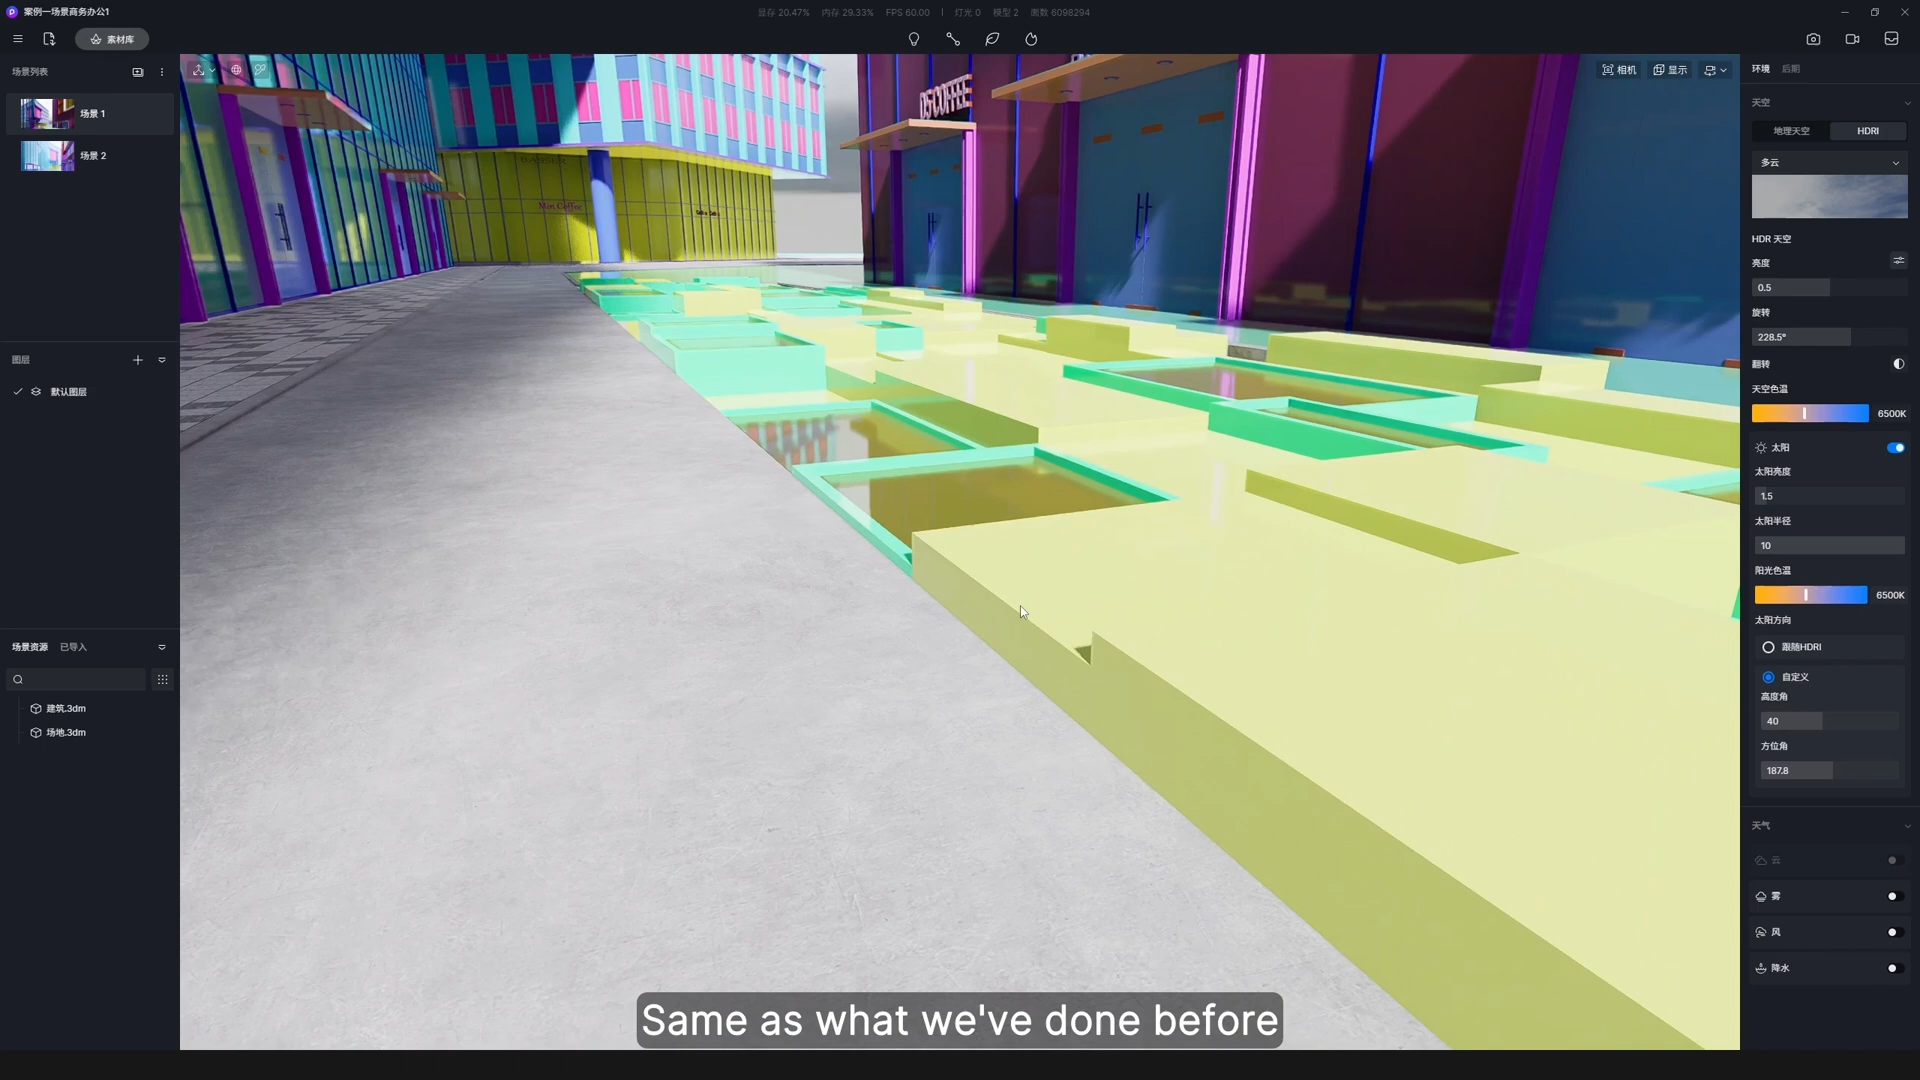 案例一场景商务办公1
显存 20.47% 内存 29.33% FPS 60.00 | 灯光 0 模型 2 面数 6098294
素材库
场景列表
场景 1
场景 2
图层
默认图层
场景资源 已导入
建筑.3dm
场地.3dm
D5 COFFEE
Min Coffee
相机 显示
环境 后期
天空
地理天空 HDRI
多云
HDR 天空
亮度
0.5
旋转
228.5°
翻转
天空色温
6500K
太阳
太阳亮度
1.5
太阳半径
10
阳光色温
6500K
太阳方向
跟随HDRI
自定义
高度角
40
方位角
187.8
天气
云
雾
风
降水
Same as what we've done before